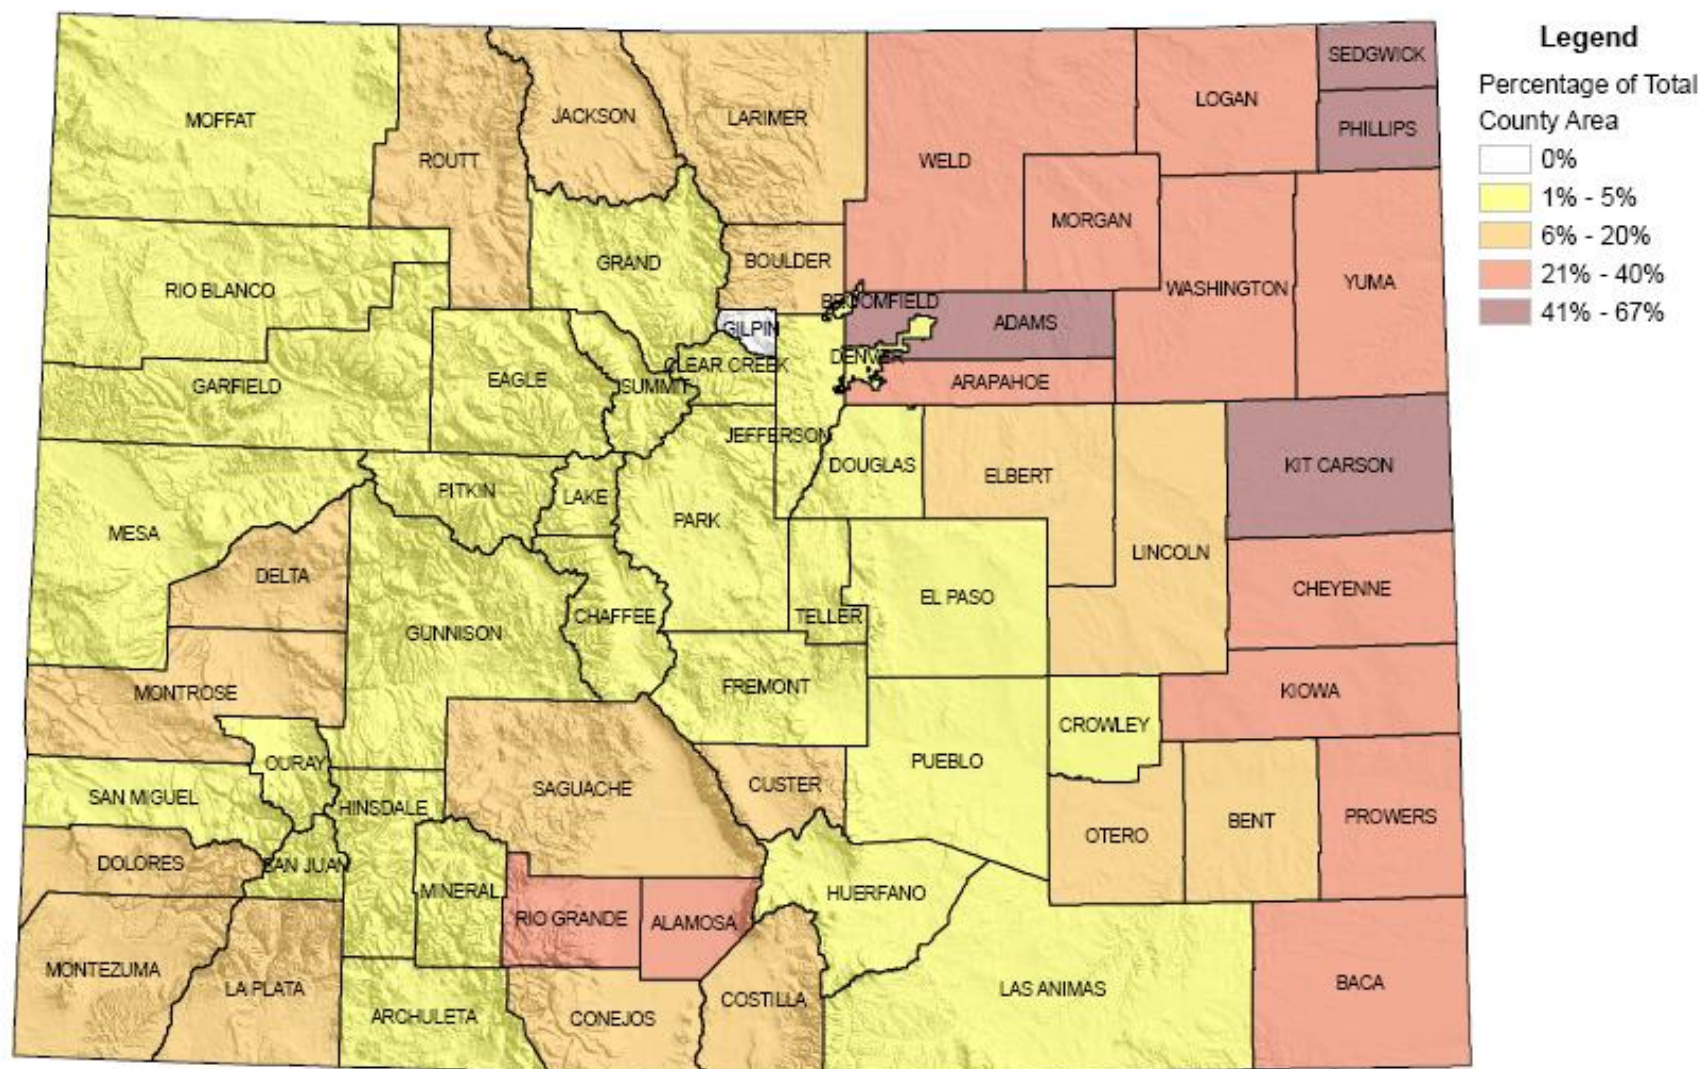 Legend
Percentage of Total
County Area
0%
1% - 5%
6% - 20%
21% - 40%
41% - 67%
SEDGWICK
LOGAN
JACKSON
LARIMER
MOFFAT
PHILLIPS
ROUTT
WELD
MORGAN
GRAND
BOULDER
RIO BLANCO
WASHINGTON
YUMA
BROOMFIELD
GILPIN
ADAMS
DENVER
CLEAR CREEK
EAGLE
SUMMIT
GARFIELD
ARAPAHOE
JEFFERSON
DOUGLAS
KIT CARSON
ELBERT
PITKIN
LAKE
PARK
MESA
LINCOLN
DELTA
CHEYENNE
EL PASO
CHAFFEE
TELLER
GUNNISON
FREMONT
MONTROSE
KIOWA
CROWLEY
OURAY
PUEBLO
CUSTER
SAGUACHE
SAN MIGUEL
HINSDALE
PROWERS
BENT
OTERO
DOLORES
SAN JUAN
MINERAL
HUERFANO
RIO GRANDE
ALAMOSA
MONTEZUMA
LA PLATA
BACA
LAS ANIMAS
COSTILLA
ARCHULETA
CONEJOS